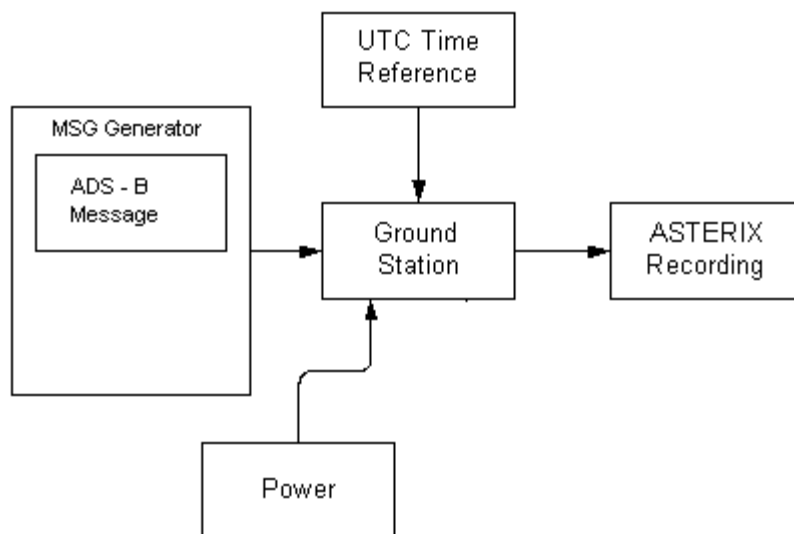 UTC Time
Reference
MSG Generator
ADS - B
Message
Ground
Station
ASTERIX
Recording
Power